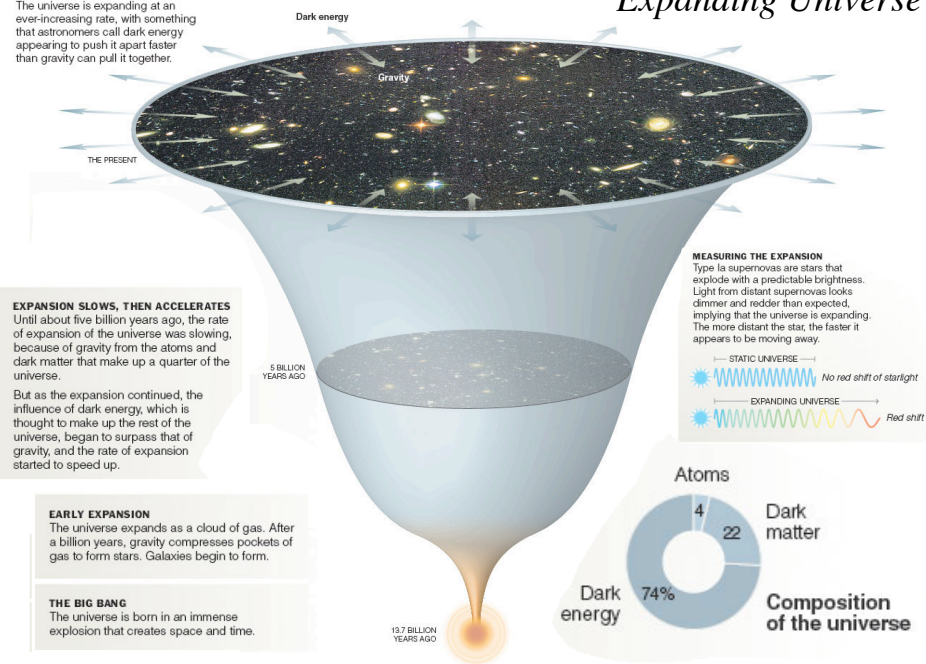 Expanding Universe
The universe is expanding at an
ever-increasing rate, with something
that astronomers call dark energy
appearing to push it apart faster
than gravity can pull it together.
Dark energy
Gravity
THE PRESENT
MEASURING THE EXPANSION
Type Ia supernovas are stars that
explode with a predictable brightness.
Light from distant supernovas looks
dimmer and redder than expected,
implying that the universe is expanding.
The more distant the star, the faster it
appears to be moving away.
STATIC UNIVERSE
No red shift of starlight
EXPANDING UNIVERSE
Red shift
EXPANSION SLOWS, THEN ACCELERATES
Until about five billion years ago, the rate
of expansion of the universe was slowing,
because of gravity from the atoms and
dark matter that make up a quarter of the
universe.
But as the expansion continued, the
influence of dark energy, which is
thought to make up the rest of the
universe, began to surpass that of
gravity, and the rate of expansion
started to speed up.
5 BILLION
YEARS AGO
EARLY EXPANSION
The universe expands as a cloud of gas. After
a billion years, gravity compresses pockets of
gas to form stars. Galaxies begin to form.
THE BIG BANG
The universe is born in an immense
explosion that creates space and time.
13.7 BILLION
YEARS AGO
Atoms
4
Dark
matter
22
Dark
energy
74%
Composition
of the universe